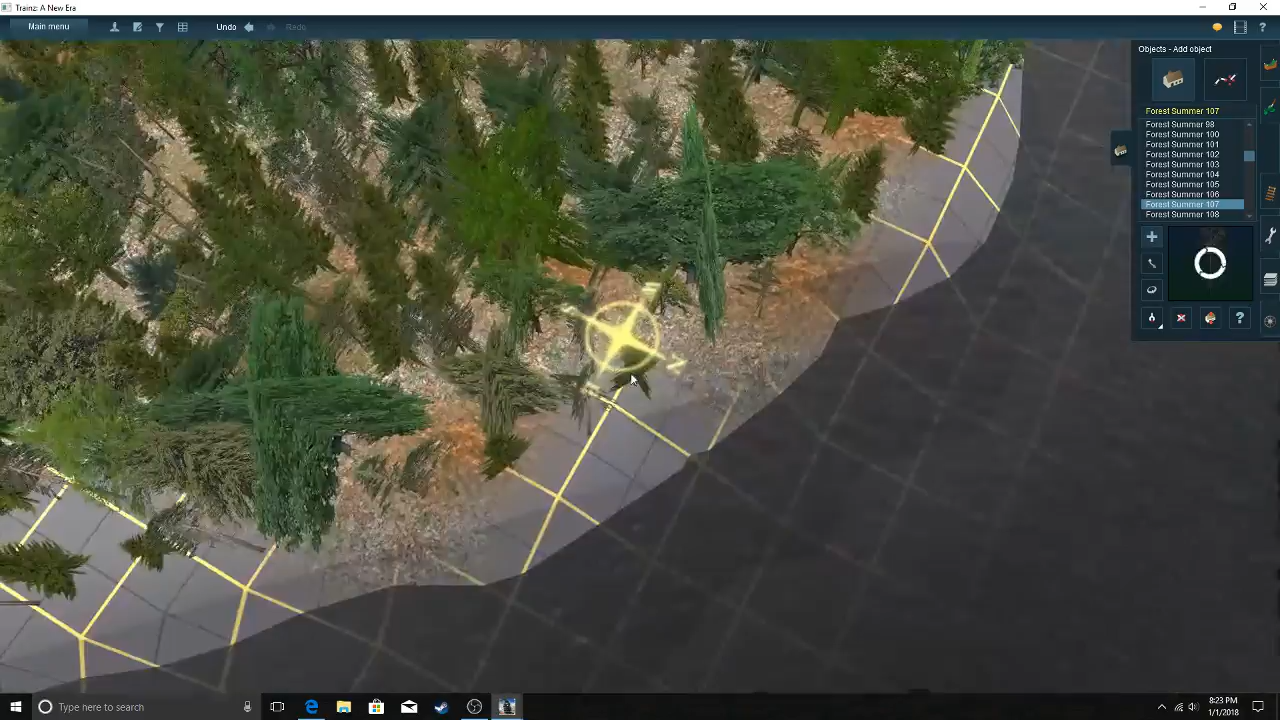 Trainz: A New Era
Main menu
Undo
Redo
Objects - Add object
Forest Summer 107
Forest Summer 98
Forest Summer 100
Forest Summer 101
Forest Summer 102
Forest Summer 103
Forest Summer 104
Forest Summer 105
Forest Summer 106
Forest Summer 107
Forest Summer 108
Type here to search
8:23 PM
1/1/2018